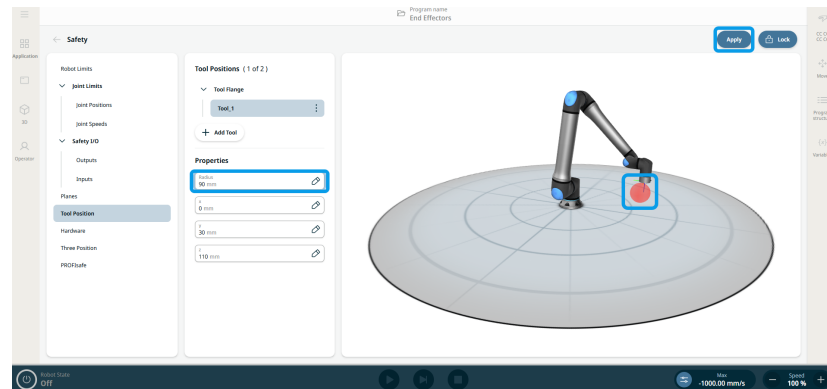 Program name
End Effectors
Safety
Apply
Lock
Application
3D
Operator
Robot Limits
Joint Limits
Joint Positions
Joint Speeds
Safety I/O
Outputs
Inputs
Planes
Tool Position
Hardware
Three Position
PROFIsafe
Tool Positions ( 1 of 2 )
Tool Flange
Tool_1
+ Add Tool
Properties
Radius
90 mm
0 mm
30 mm
110 mm
Robot State
Off
Max
-1000.00 mm/s
Speed
100 %